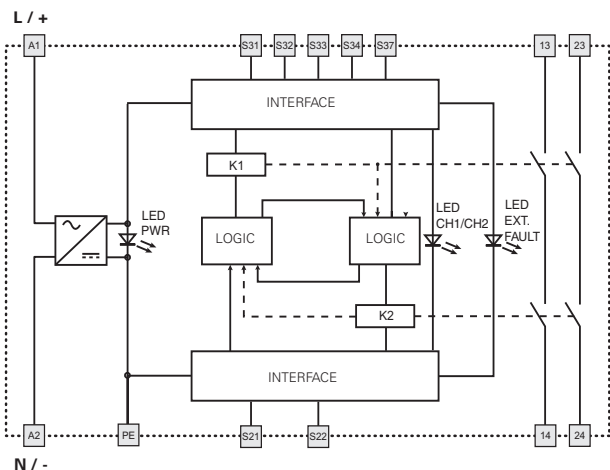 L / +
A1
S31
S32
S33
S34
S37
13
23
INTERFACE
K1
LED
PWR
LOGIC
LOGIC
LED
CH1/CH2
LED
EXT.
FAULT
K2
INTERFACE
A2
PE
S21
S22
14
24
N / -